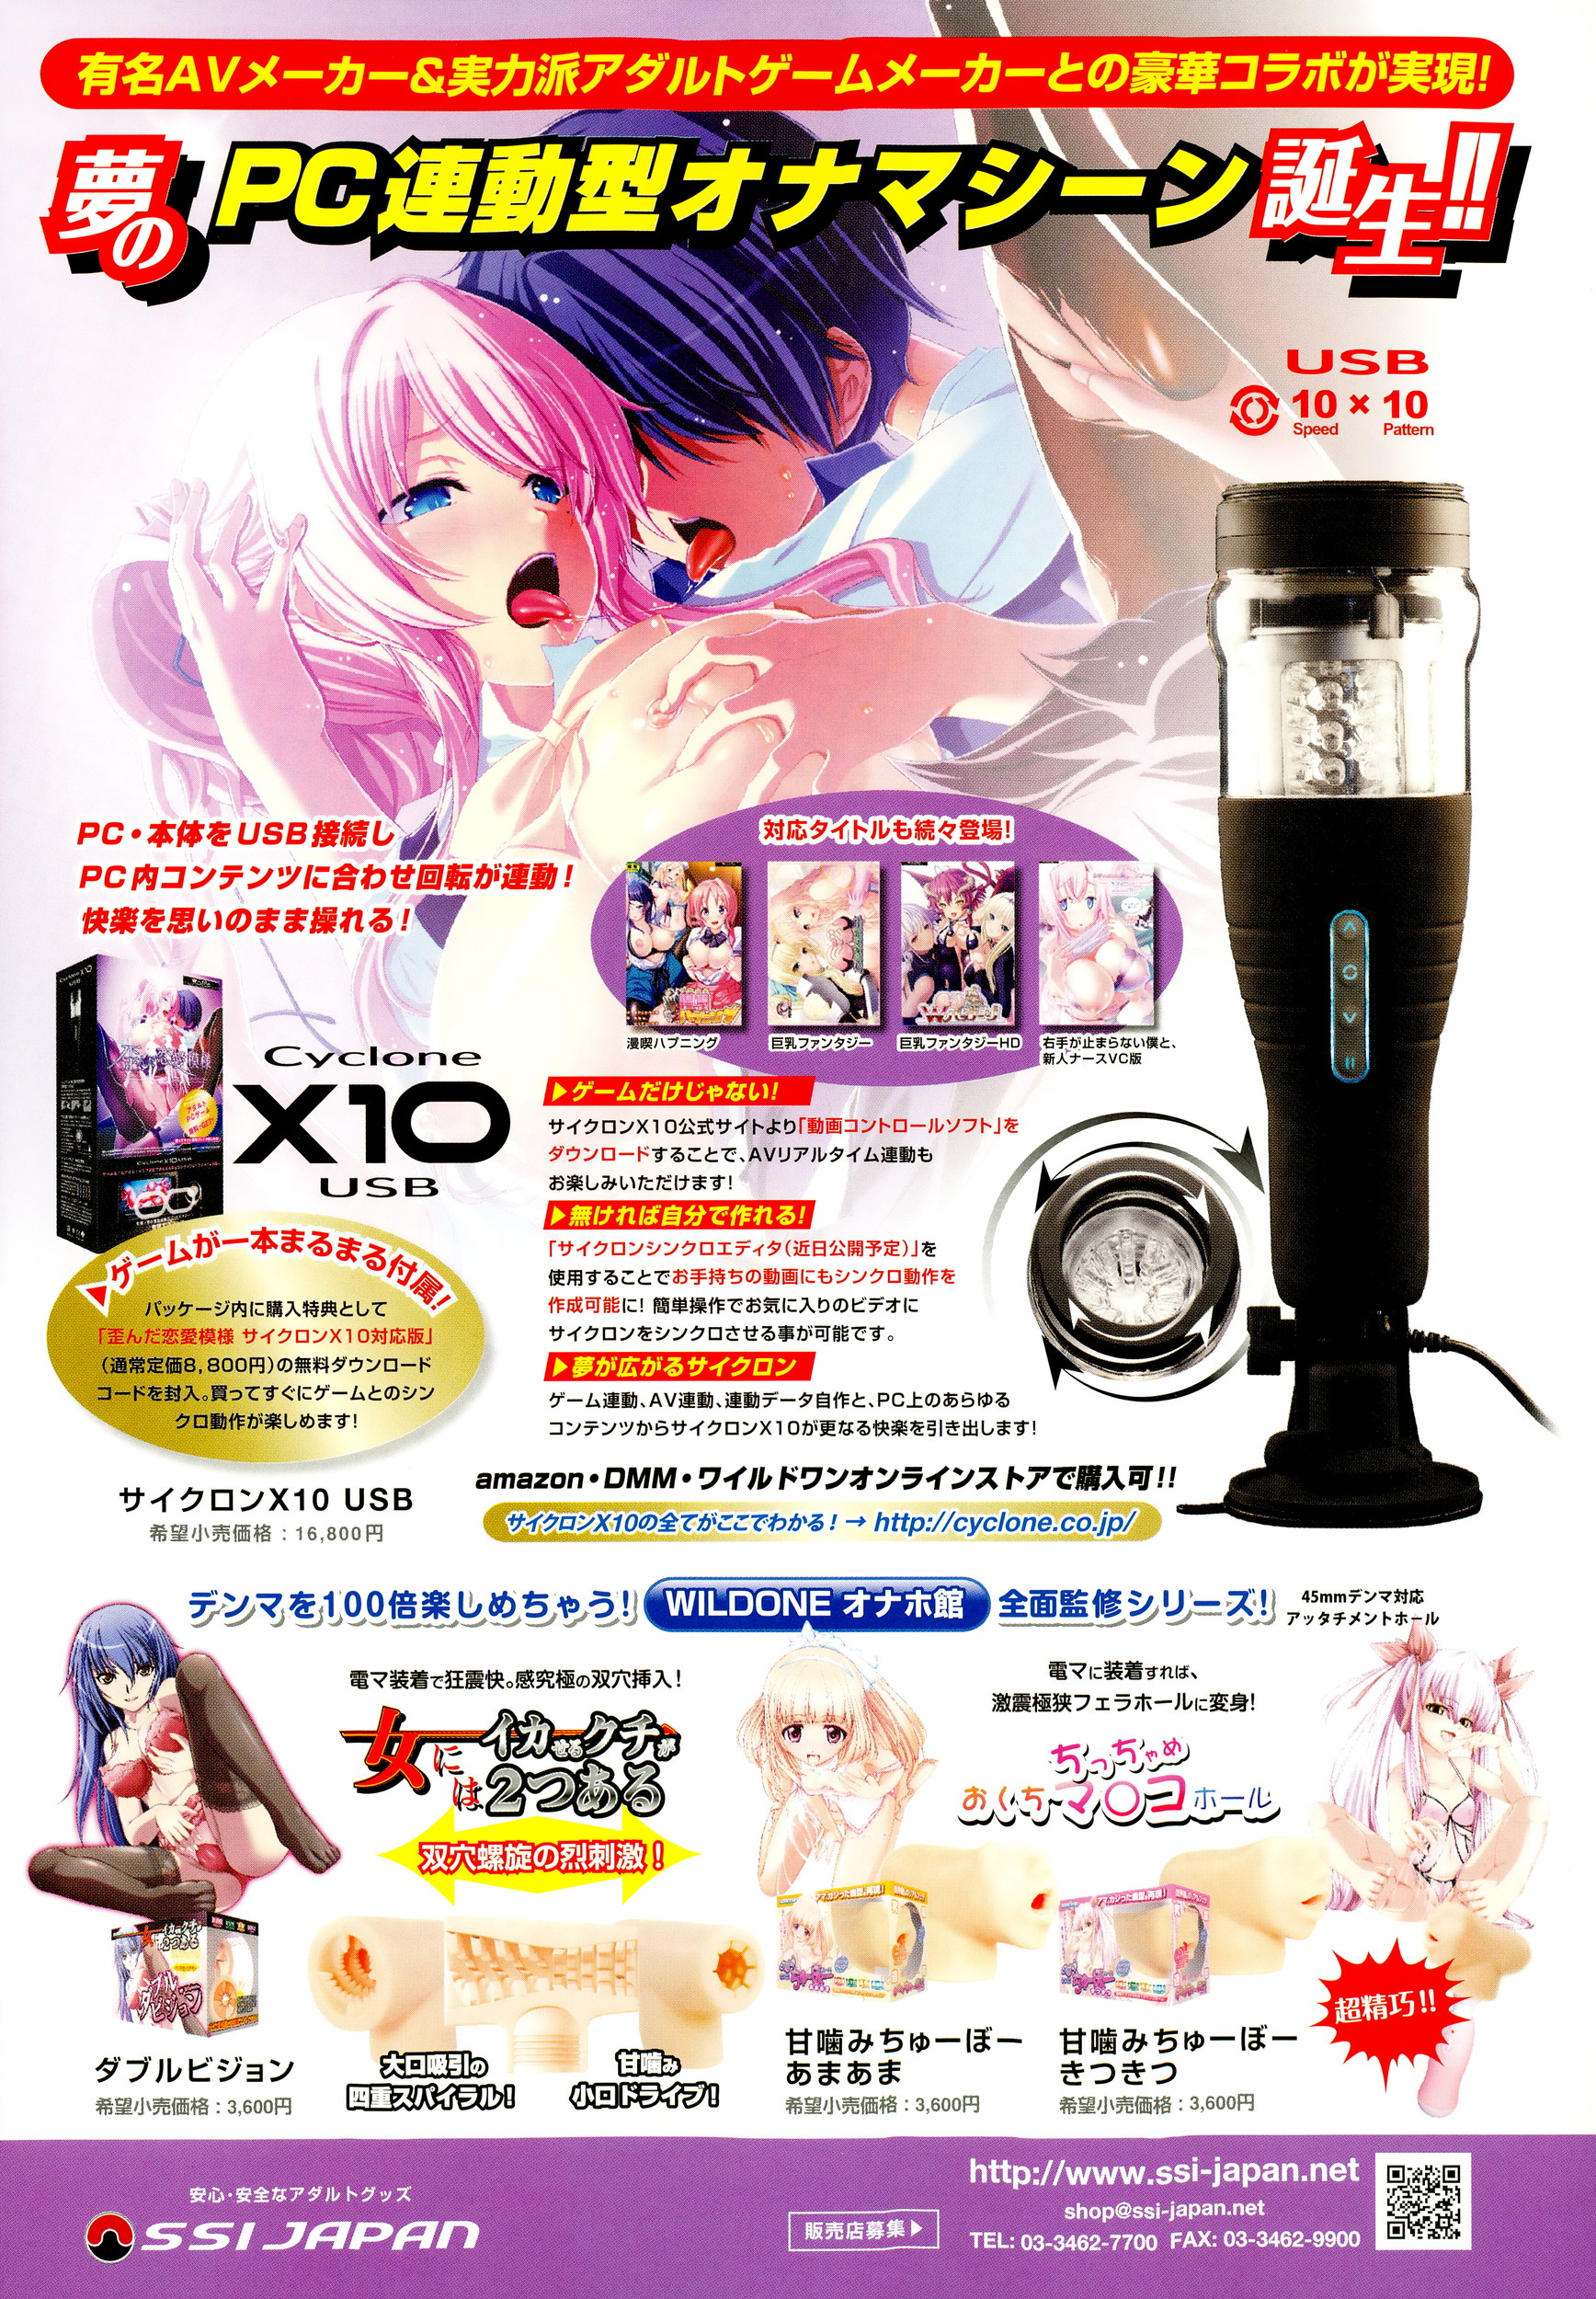 有名AVメーカー&実力派アダルトゲームメーカーとの豪華コラボが実現!
夢の PC連動型オナマシーン 誕生!!
USB
10 × 10
Speed Pattern
PC・本体をUSB接続し
PC内コンテンツに合わせ回転が連動!
快楽を思いのまま操れる!
対応タイトルも続々登場!
漫喫ハプニング
巨乳ファンタジー
巨乳ファンタジーHD
右手が止まらない僕と、
新人ナースVC版
Cyclone
X10
USB
▶ゲームだけじゃない!
サイクロンX10公式サイトより「動画コントロールソフト」を
ダウンロードすることで、AVリアルタイム連動も
お楽しみいただけます!
▶無ければ自分で作れる!
「サイクロンシンクロエディタ(近日公開予定)」を
使用することでお手持ちの動画にもシンクロ動作を
作成可能に! 簡単操作でお気に入りのビデオに
サイクロンをシンクロさせる事が可能です。
▶夢が広がるサイクロン
ゲーム連動、AV連動、連動データ自作と、PC上のあらゆる
コンテンツからサイクロンX10が更なる快楽を引き出します!
▼ゲームが一本まるまる付属!
パッケージ内に購入特典として
「歪んだ恋愛模様 サイクロンX10対応版」
(通常定価8,800円)の無料ダウンロード
コードを封入。買ってすぐにゲームとのシン
クロ動作が楽しめます!
サイクロンX10 USB
希望小売価格:16,800円
amazon・DMM・ワイルドワンオンラインストアで購入可!!
サイクロンX10の全てがここでわかる!→ http://cyclone.co.jp/
デンマを100倍楽しめちゃう! WILDONE オナホ館 全面監修シリーズ!
45mmデンマ対応
アッタチメントホール
電マ装着で狂震快。感究極の双穴挿入!
女にはイカせるクチが2つある
双穴螺旋の烈刺激!
大口吸引の
四重スパイラル!
甘噛み
小口ドライブ!
ダブルビジョン
希望小売価格:3,600円
電マに装着すれば、
激震極狭フェラホールに変身!
ちっちゃめ
おくちマ〇コホール
甘噛みちゅーぼー
あまあま
希望小売価格:3,600円
甘噛みちゅーぼー
きつきつ
希望小売価格:3,600円
超精巧!!
安心・安全なアダルトグッズ
SSI JAPAN
販売店募集▶
http://www.ssi-japan.net
shop@ssi-japan.net
TEL: 03-3462-7700 FAX: 03-3462-9900